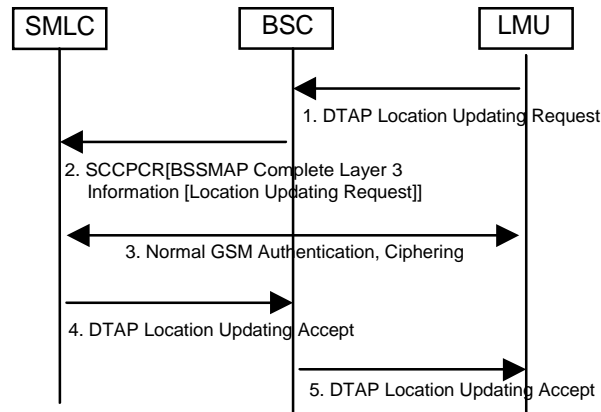 SMLC
BSC
LMU
1. DTAP Location Updating Request
2. SCCPCR[BSSMAP Complete Layer 3
Information [Location Updating Request]]
3. Normal GSM Authentication, Ciphering
4. DTAP Location Updating Accept
5. DTAP Location Updating Accept